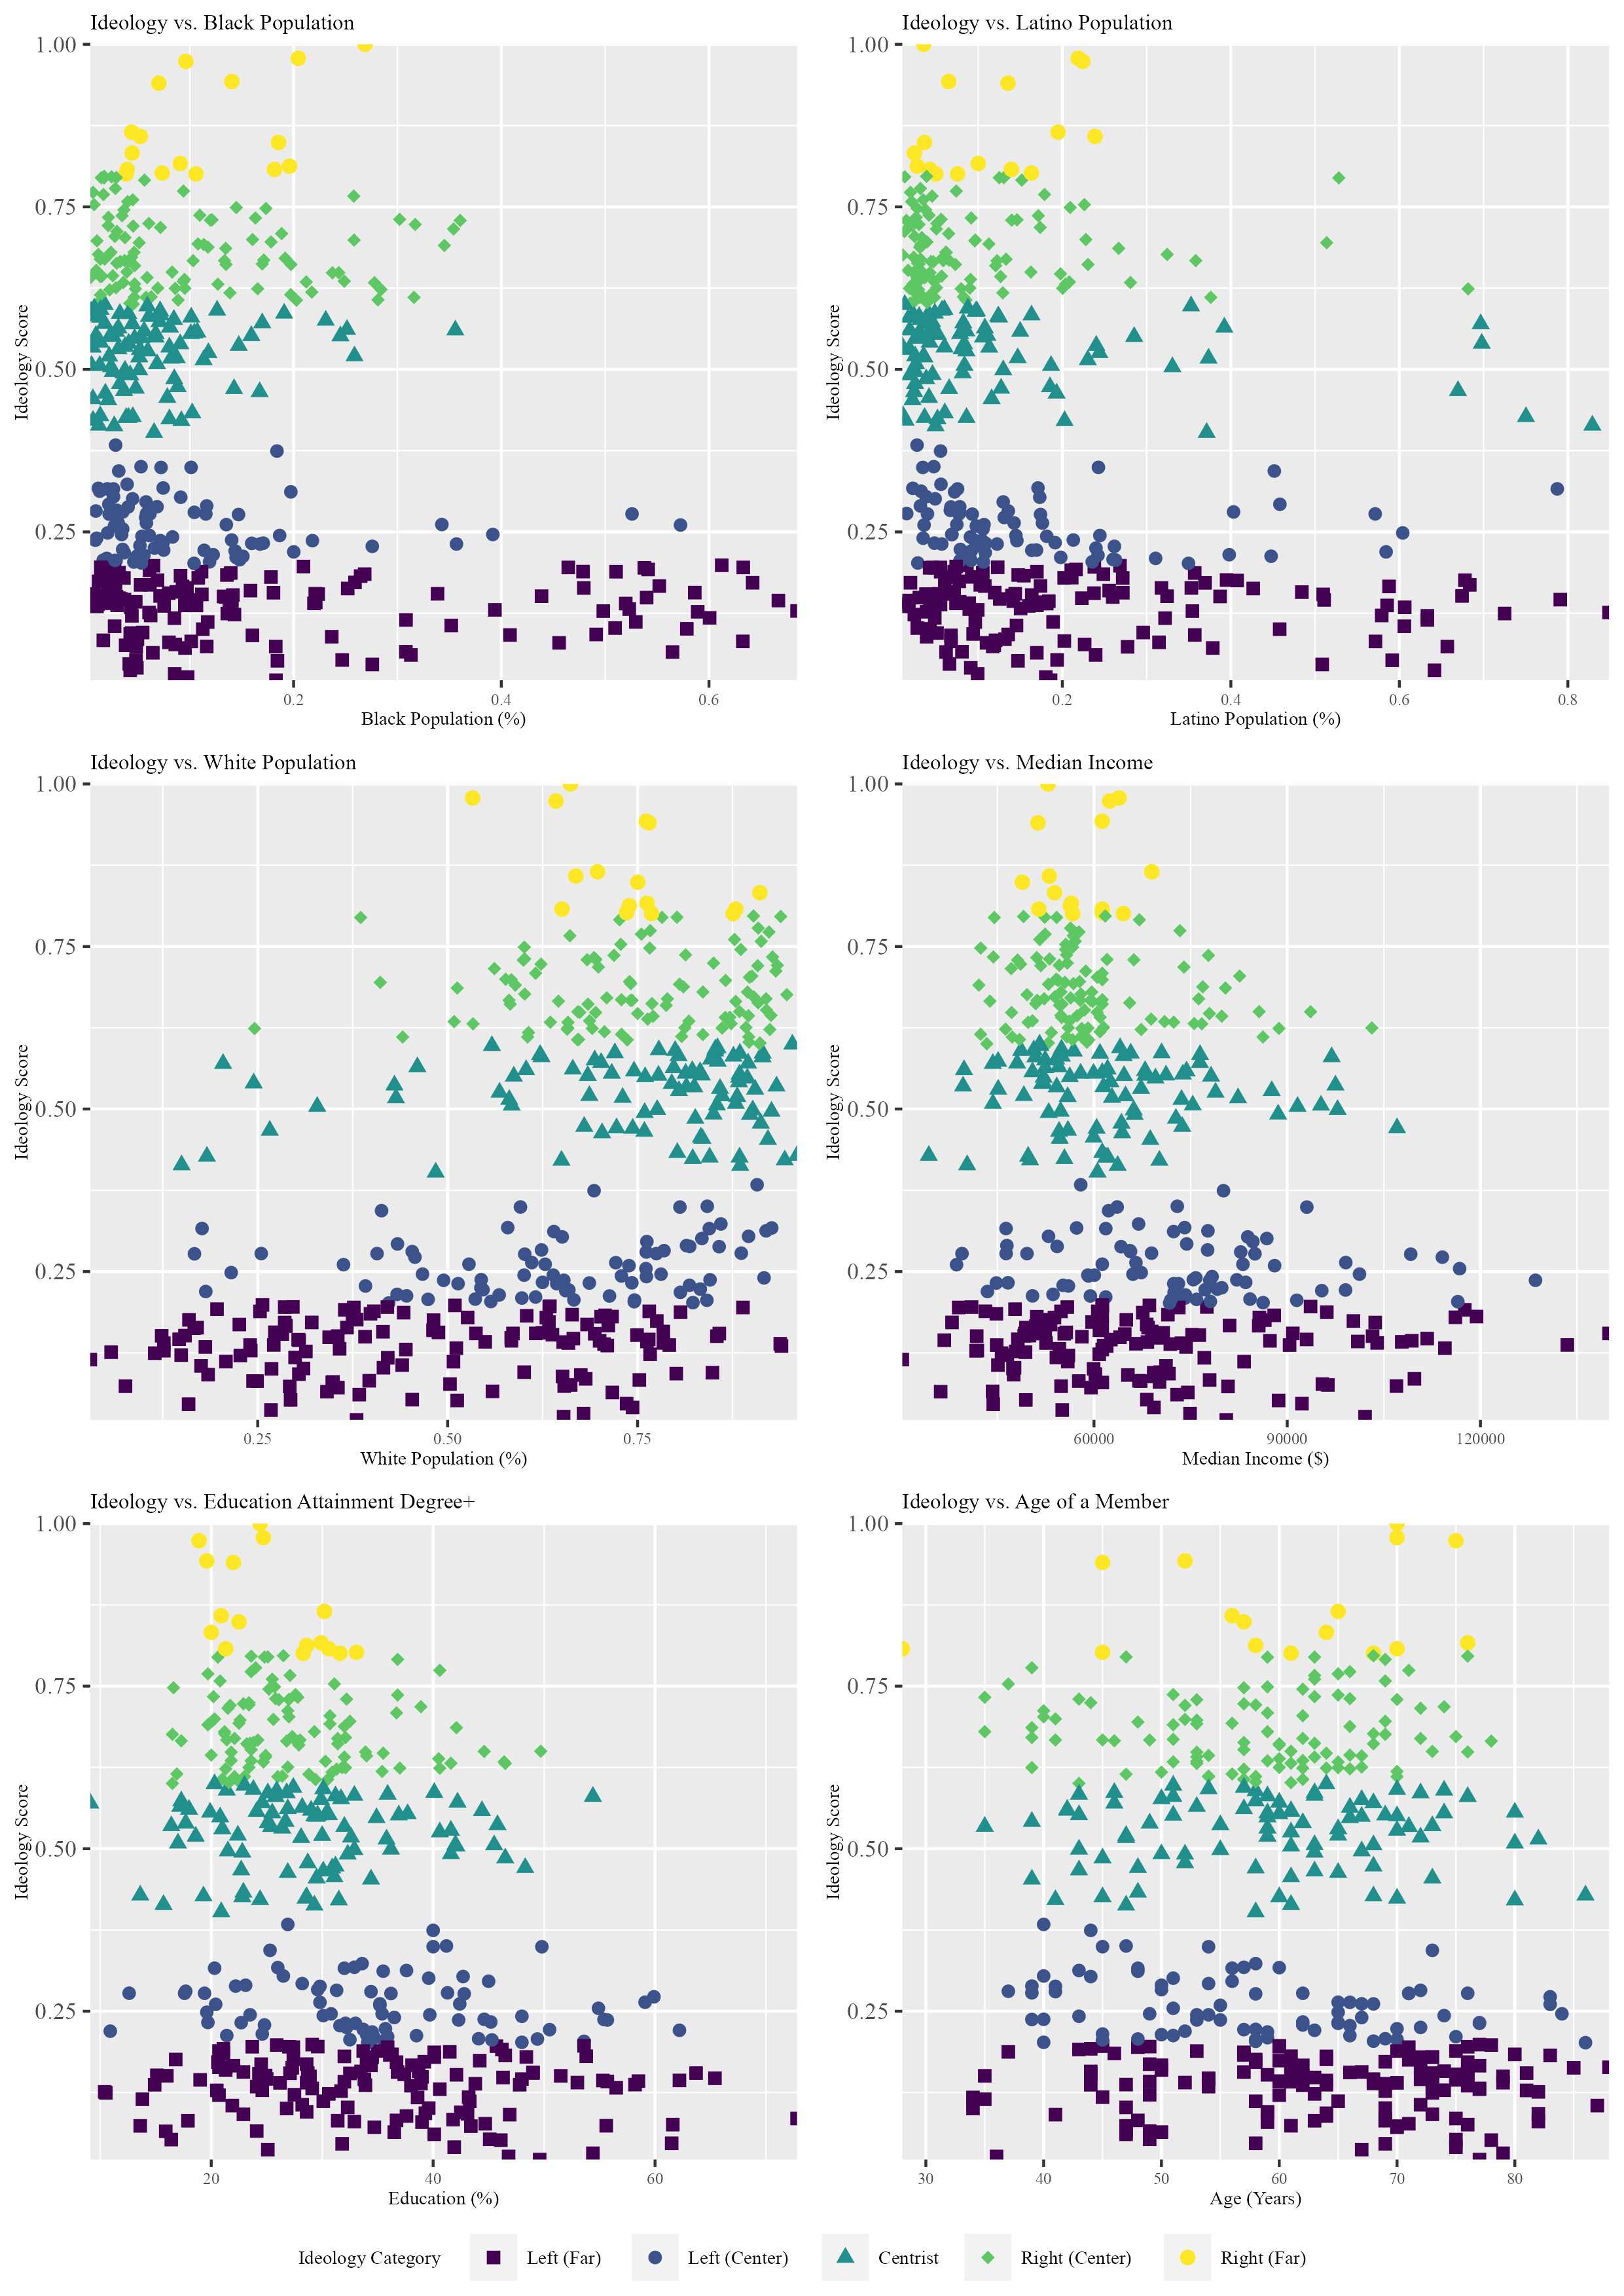 Ideology vs. Black Population
1.00
0.75
0.50
0.25
Ideology Score
0.2 0.4 0.6
Black Population (%)
Ideology vs. Latino Population
1.00
0.75
0.50
0.25
Ideology Score
0.2 0.4 0.6 0.8
Latino Population (%)
Ideology vs. White Population
1.00
0.75
0.50
0.25
Ideology Score
0.25 0.50 0.75
White Population (%)
Ideology vs. Median Income
1.00
0.75
0.50
0.25
Ideology Score
60000 90000 120000
Median Income ($)
Ideology vs. Education Attainment Degree+
1.00
0.75
0.50
0.25
Ideology Score
20 40 60
Education (%)
Ideology vs. Age of a Member
1.00
0.75
0.50
0.25
Ideology Score
30 40 50 60 70 80
Age (Years)
Ideology Category Left (Far) Left (Center) Centrist Right (Center) Right (Far)